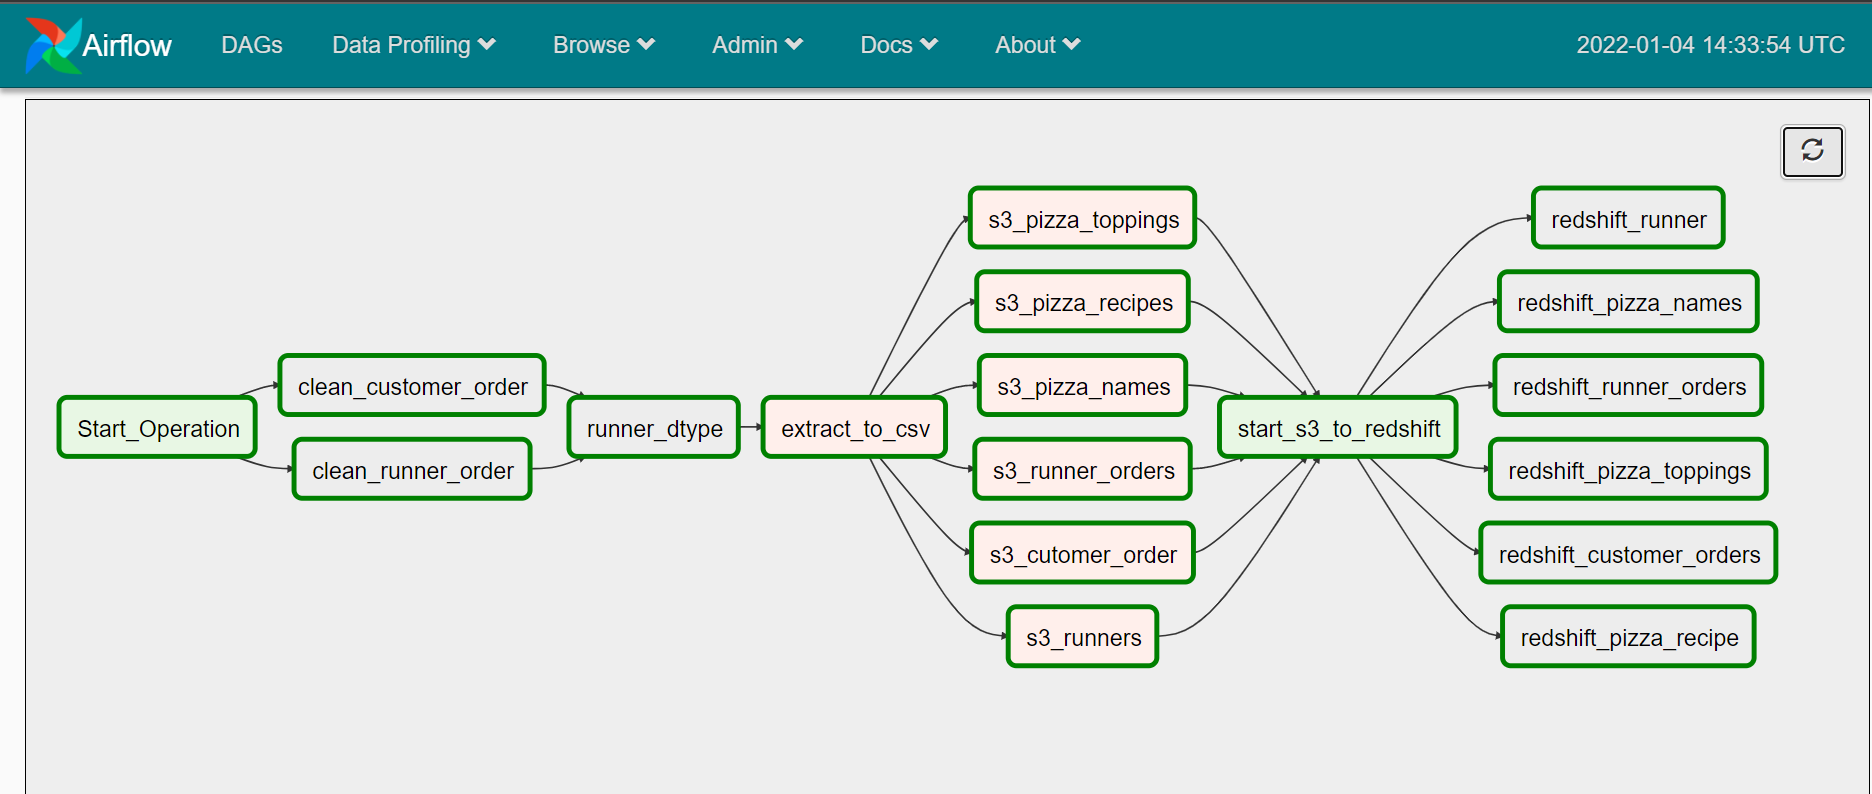 Airflow DAGs Data Profiling Browse Admin Docs About 2022-01-04 14:33:54 UTC
Start_Operation
clean_customer_order
clean_runner_order
runner_dtype
extract_to_csv
s3_pizza_toppings
s3_pizza_recipes
s3_pizza_names
s3_runner_orders
s3_cutomer_order
s3_runners
start_s3_to_redshift
redshift_runner
redshift_pizza_names
redshift_runner_orders
redshift_pizza_toppings
redshift_customer_orders
redshift_pizza_recipe